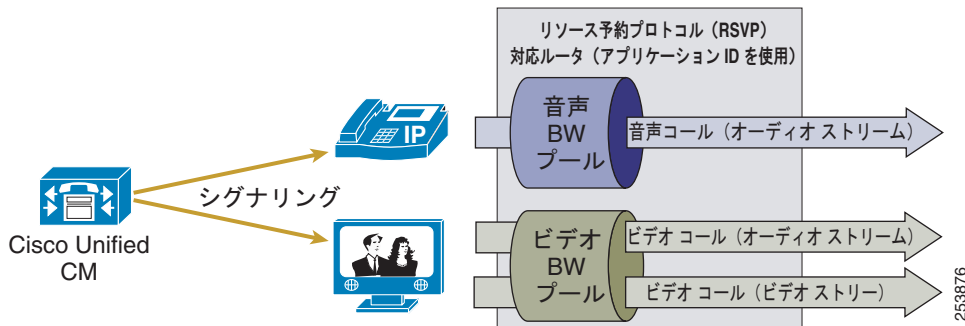 リソース予約プロトコル（RSVP）
対応ルータ（アプリケーション ID を使用）
IP
音声
BW
プール
音声コール（オーディオ ストリーム）
シグナリング
Cisco Unified
CM
ビデオ
BW
プール
ビデオ コール（オーディオ ストリーム）
ビデオ コール（ビデオ ストリー）
253876